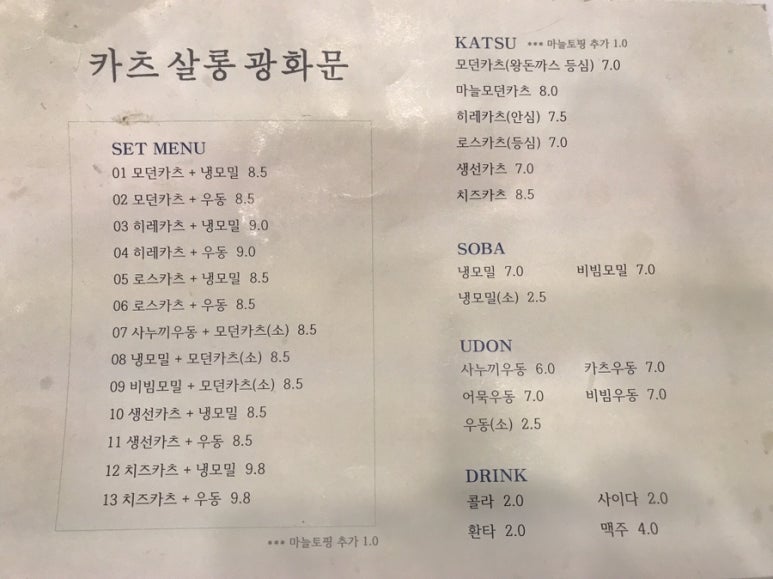 카츠 살롱 광화문
SET MENU
01 모던카츠 + 냉모밀 8.5
02 모던카츠 + 우동 8.5
03 히레카츠 + 냉모밀 9.0
04 히레카츠 + 우동 9.0
05 로스카츠 + 냉모밀 8.5
06 로스카츠 + 우동 8.5
07 사누끼우동 + 모던카츠(소) 8.5
08 냉모밀 + 모던카츠(소) 8.5
09 비빔모밀 + 모던카츠(소) 8.5
10 생선카츠 + 냉모밀 8.5
11 생선카츠 + 우동 8.5
12 치즈카츠 + 냉모밀 9.8
13 치즈카츠 + 우동 9.8
*** 마늘토핑 추가 1.0
KATSU *** 마늘토핑 추가 1.0
모던카츠(왕돈까스 등심) 7.0
마늘모던카츠 8.0
히레카츠(안심) 7.5
로스카츠(등심) 7.0
생선카츠 7.0
치즈카츠 8.5
SOBA
냉모밀 7.0 비빔모밀 7.0
냉모밀(소) 2.5
UDON
사누끼우동 6.0 카츠우동 7.0
어묵우동 7.0 비빔우동 7.0
우동(소) 2.5
DRINK
콜라 2.0 사이다 2.0
환타 2.0 맥주 4.0